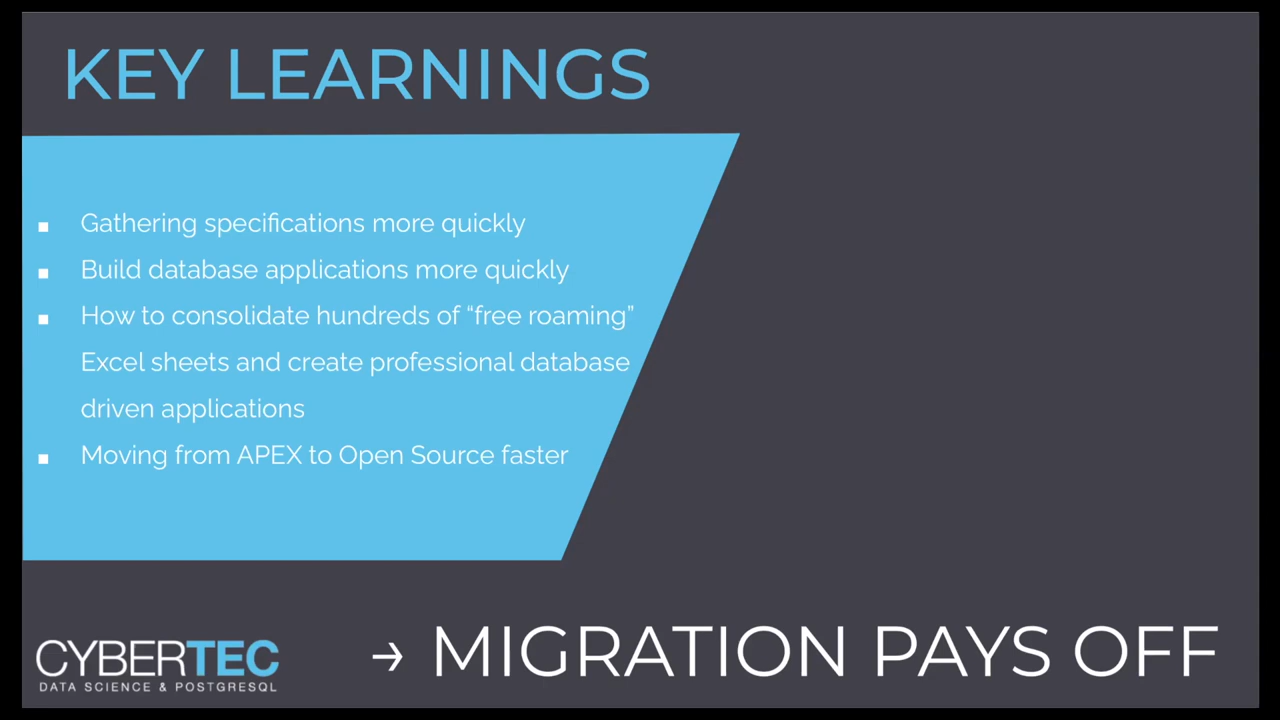 KEY LEARNINGS
▪ Gathering specifications more quickly
▪ Build database applications more quickly
▪ How to consolidate hundreds of “free roaming”
Excel sheets and create professional database
driven applications
▪ Moving from APEX to Open Source faster
CYBERTEC
DATA SCIENCE & POSTGRESQL
→ MIGRATION PAYS OFF